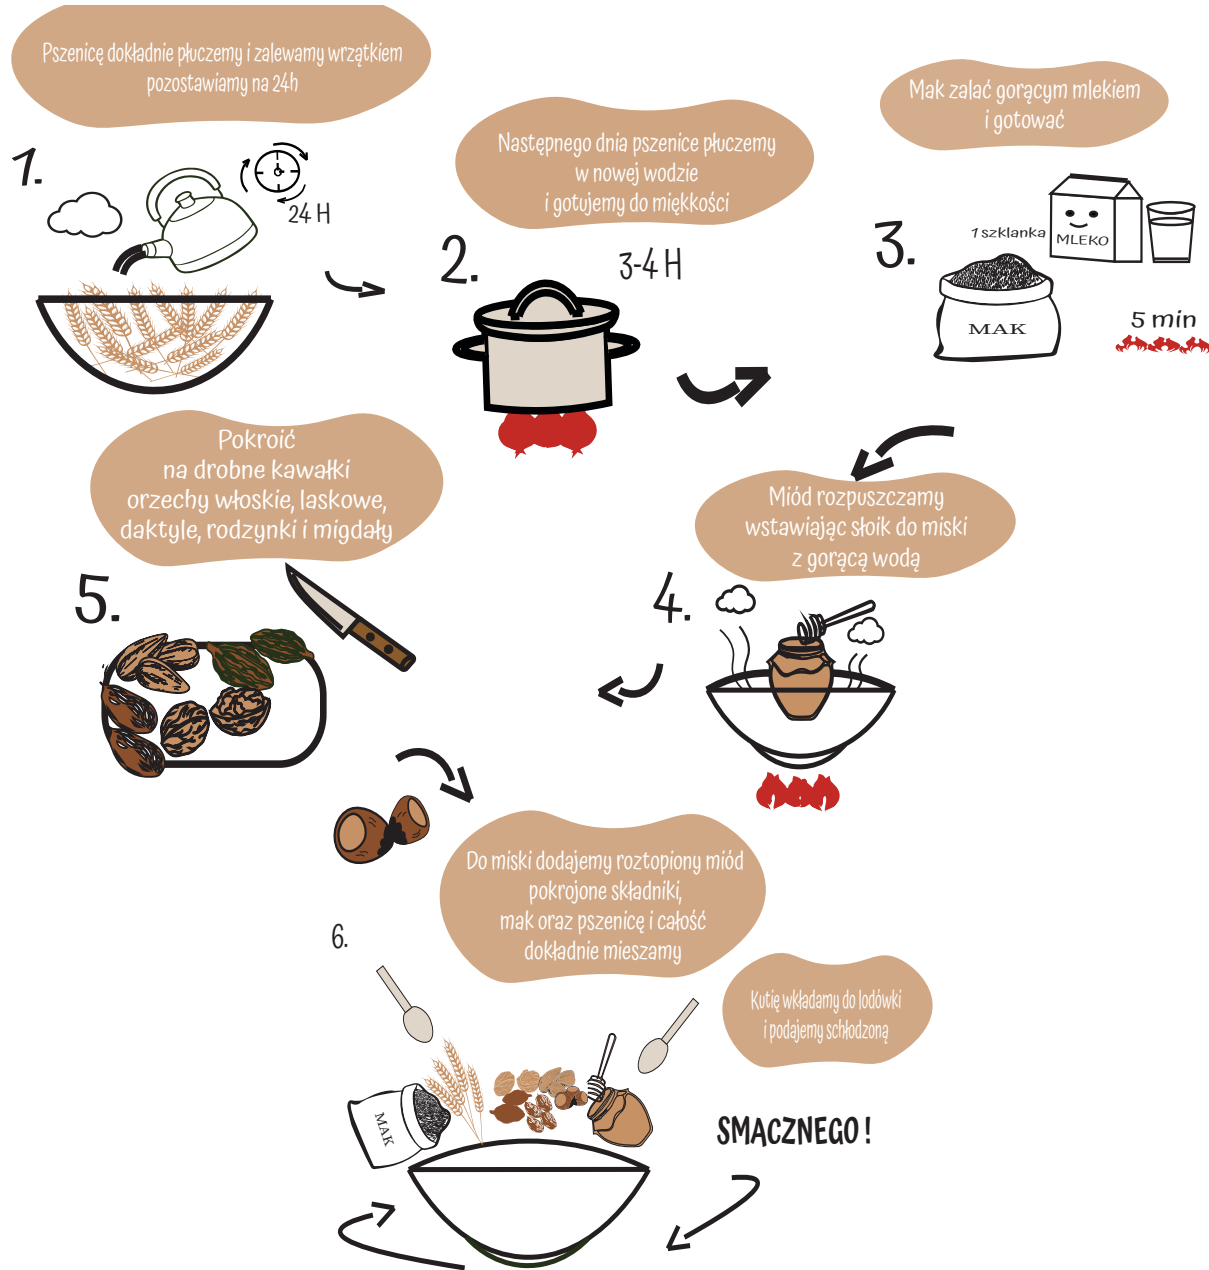 Pszenicę dokładnie płuczemy i zalewamy wrzątkiem
pozostawiamy na 24h
1.
24 H
Następnego dnia pszenice płuczemy
w nowej wodzie
i gotujemy do miękkości
2.
3-4 H
Mak zalać gorącym mlekiem
i gotować
3.
1 szklanka
MLEKO
MAK
5 min
Miód rozpuszczamy
wstawiając słoik do miski
z gorącą wodą
4.
Pokroić
na drobne kawałki
orzechy włoskie, laskowe,
daktyle, rodzynki i migdały
5.
Do miski dodajemy roztopiony miód
pokrojone składniki,
mak oraz pszenicę i całość
dokładnie mieszamy
6.
MAK
Kutię wkładamy do lodówki
i podajemy schłodzoną
SMACZNEGO !